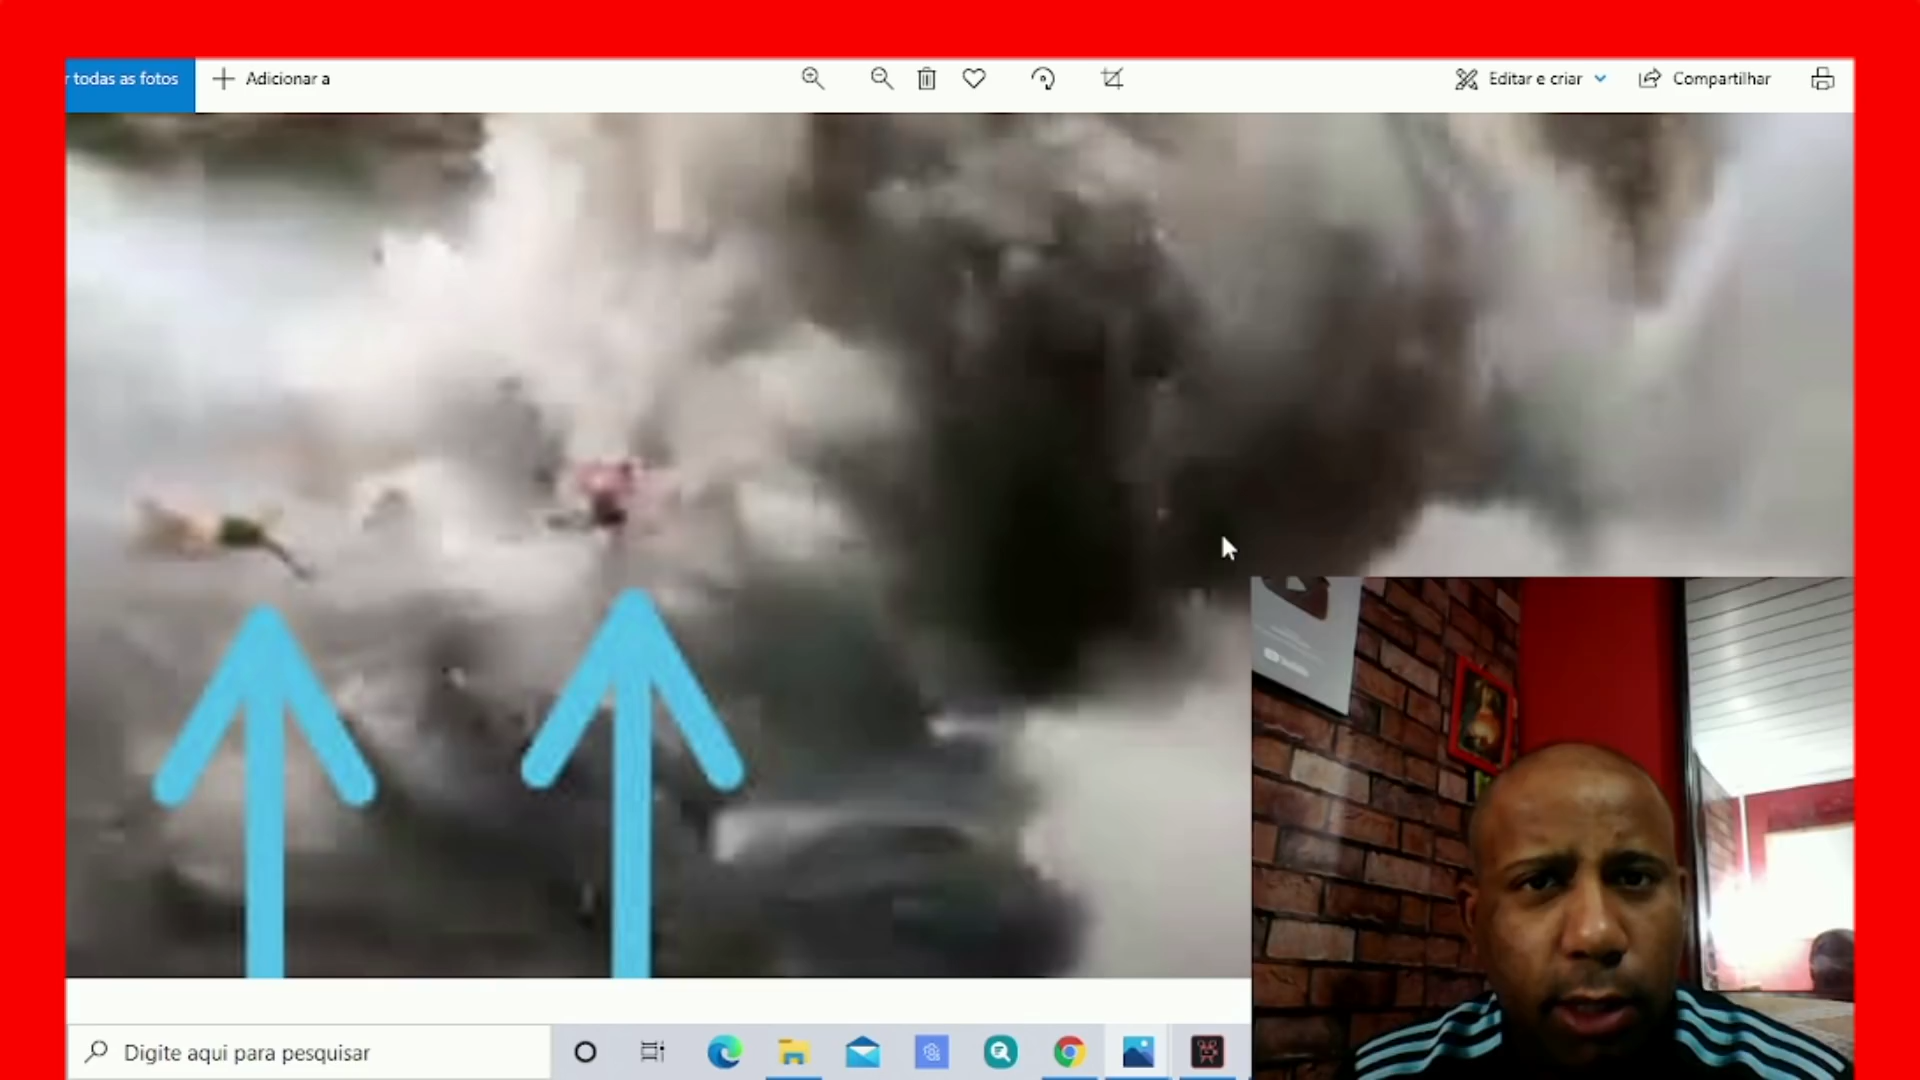 r todas as fotos
Adicionar a
Editar e criar
Compartilhar
Digite aqui para pesquisar